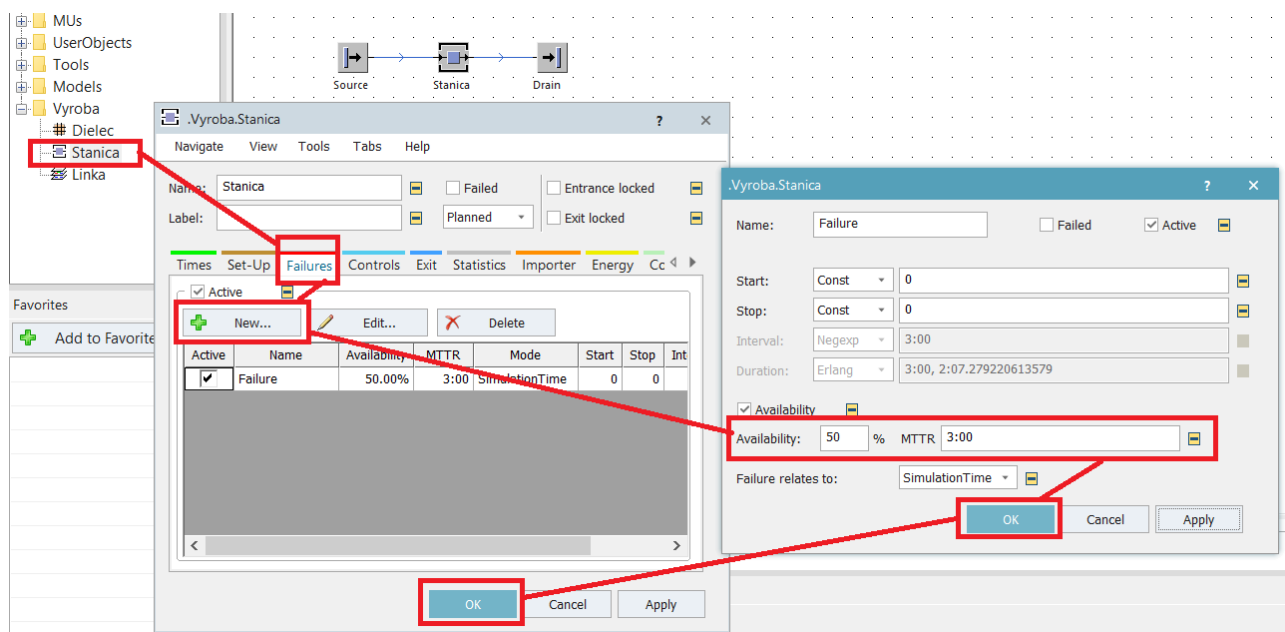 MUs
UserObjects
Tools
Models
Vyroba
Dielec
Stanica
Linka
Source
Stanica
Drain
Favorites
Add to Favorite
.Vyroba.Stanica ? ×
Navigate View Tools Tabs Help
Name: Stanica Failed Entrance locked
Label: Planned Exit locked
Times Set-Up Failures Controls Exit Statistics Importer Energy Cc
Active
New... Edit... Delete
Active Name Availability MTTR Mode Start Stop Int
Failure 50.00% 3:00 SimulationTime 0 0
OK Cancel Apply
.Vyroba.Stanica ? ×
Name: Failure Failed Active
Start: Const 0
Stop: Const 0
Interval: Negexp 3:00
Duration: Erlang 3:00, 2:07.279220613579
Availability
Availability: 50 % MTTR 3:00
Failure relates to: SimulationTime
OK Cancel Apply